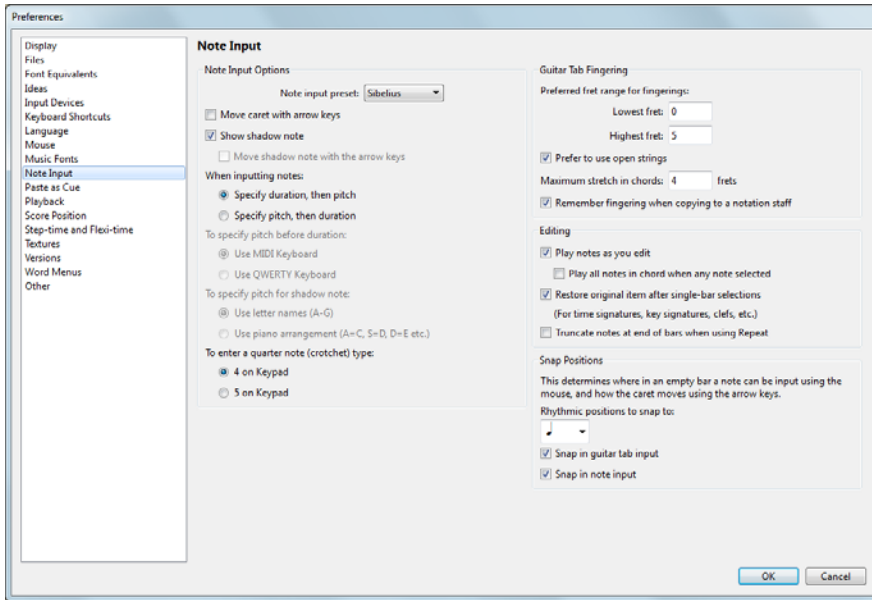 Preferences
Display
Files
Font Equivalents
Ideas
Input Devices
Keyboard Shortcuts
Language
Mouse
Music Fonts
Note Input
Paste as Cue
Playback
Score Position
Step-time and Flexi-time
Textures
Versions
Word Menus
Other
Note Input
Note Input Options
Note input preset: Sibelius
Move caret with arrow keys
Show shadow note
Move shadow note with the arrow keys
When inputting notes:
Specify duration, then pitch
Specify pitch, then duration
To specify pitch before duration:
Use MIDI Keyboard
Use QWERTY Keyboard
To specify pitch for shadow note:
Use letter names (A-G)
Use piano arrangement (A=C, S=D, D=E etc.)
To enter a quarter note (crotchet) type:
4 on Keypad
5 on Keypad
Guitar Tab Fingering
Preferred fret range for fingerings:
Lowest fret: 0
Highest fret: 5
Prefer to use open strings
Maximum stretch in chords: 4 frets
Remember fingering when copying to a notation staff
Editing
Play notes as you edit
Play all notes in chord when any note selected
Restore original item after single-bar selections
(For time signatures, key signatures, clefs, etc.)
Truncate notes at end of bars when using Repeat
Snap Positions
This determines where in an empty bar a note can be input using the
mouse, and how the caret moves using the arrow keys.
Rhythmic positions to snap to:
Snap in guitar tab input
Snap in note input
OK Cancel